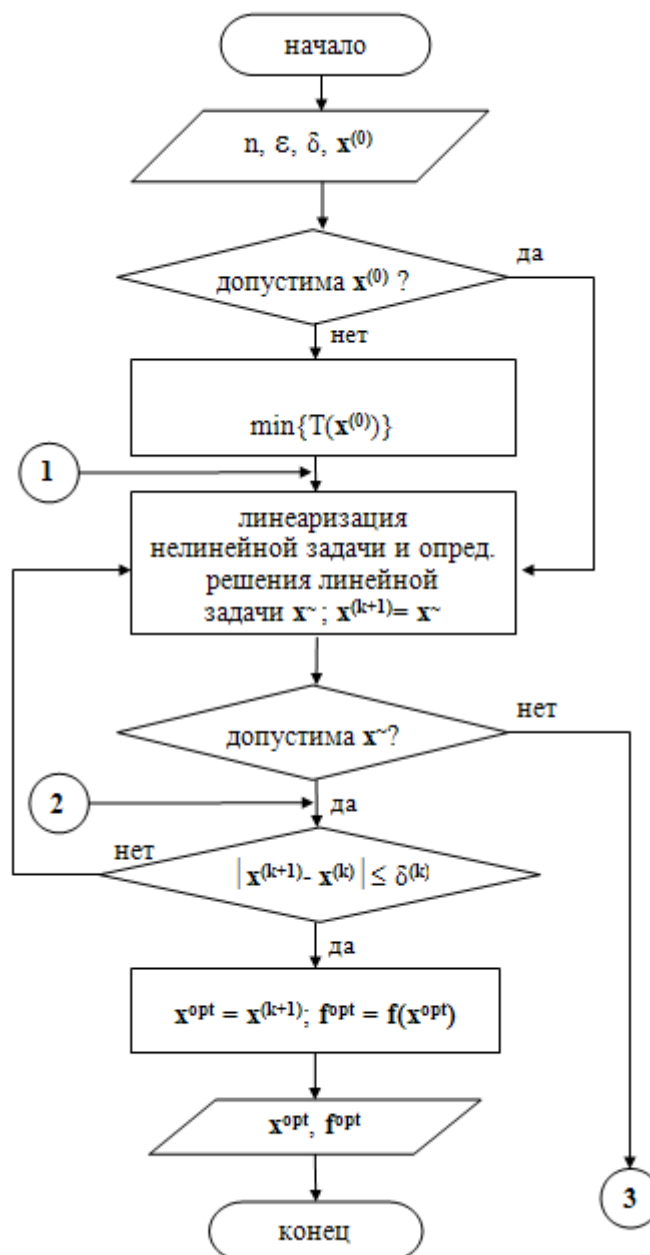 начало
n, ε, δ, x⁽⁰⁾
допустима x⁽⁰⁾ ?
да
нет
min{T(x⁽⁰⁾)}
1
линеаризация
нелинейной задачи и опред.
решения линейной
задачи x~ ; x⁽ᵏ⁺¹⁾= x~
допустима x~?
нет
2
да
нет
| x⁽ᵏ⁺¹⁾- x⁽ᵏ⁾ | ≤ δ⁽ᵏ⁾
да
xᵒᵖᵗ = x⁽ᵏ⁺¹⁾; fᵒᵖᵗ = f(xᵒᵖᵗ)
xᵒᵖᵗ, fᵒᵖᵗ
3
конец